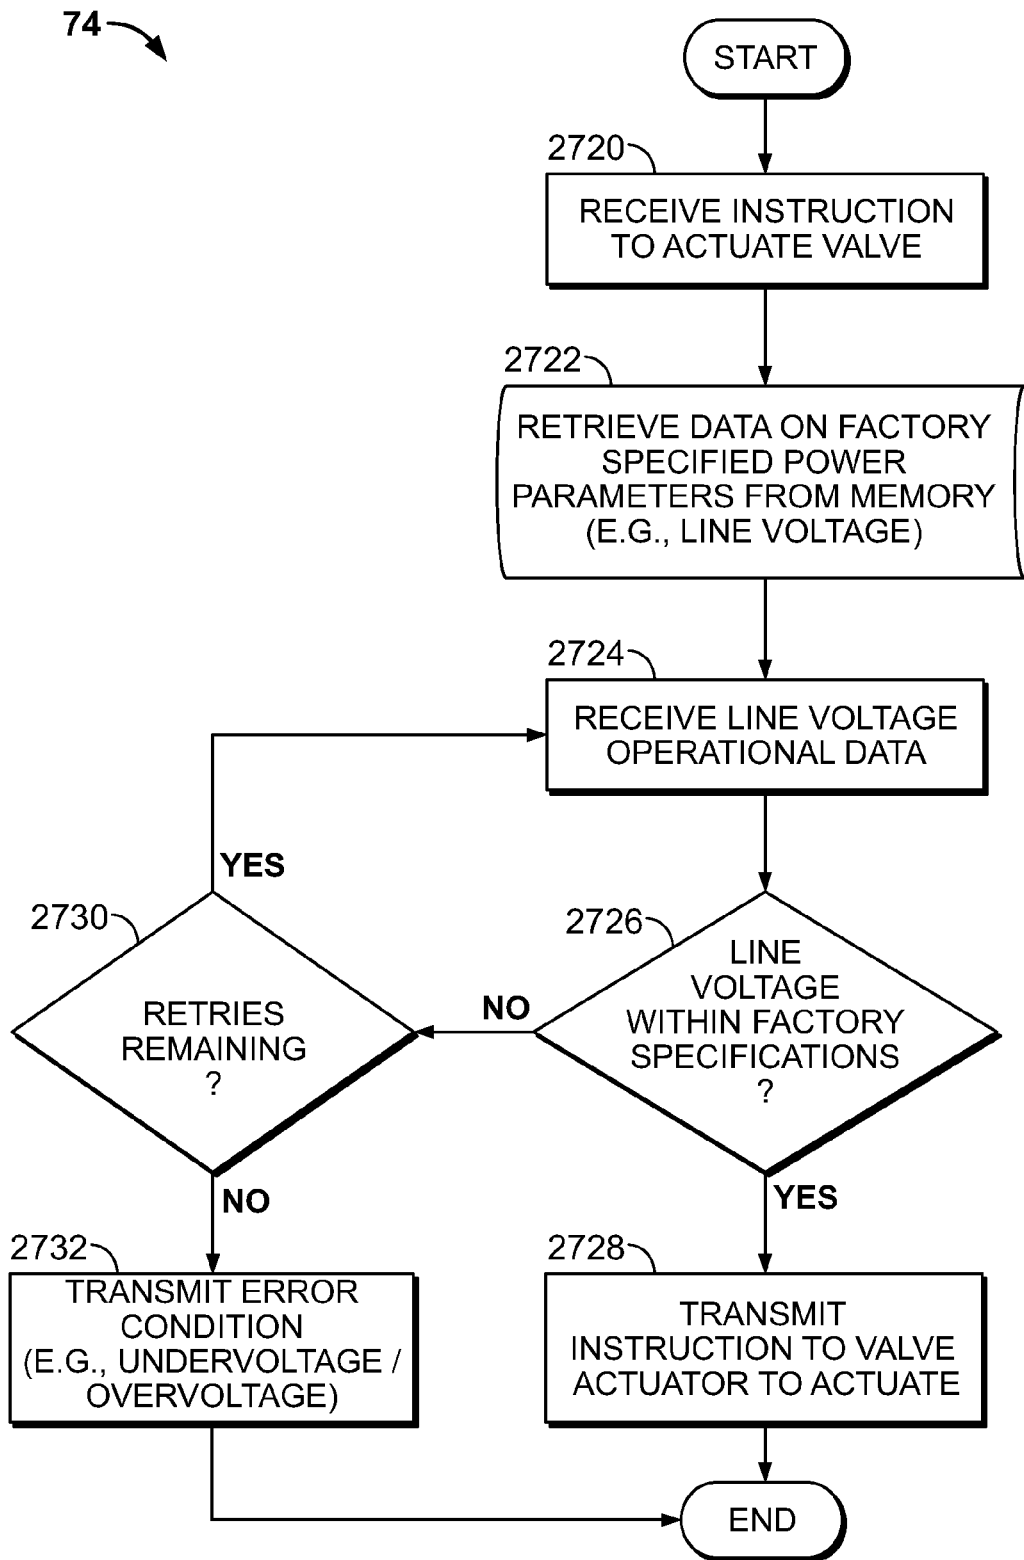 74
START
2720
RECEIVE INSTRUCTION
TO ACTUATE VALVE
2722
RETRIEVE DATA ON FACTORY
SPECIFIED POWER
PARAMETERS FROM MEMORY
(E.G., LINE VOLTAGE)
2724
RECEIVE LINE VOLTAGE
OPERATIONAL DATA
YES
2730
RETRIES
REMAINING
?
NO
2726
LINE
VOLTAGE
WITHIN FACTORY
SPECIFICATIONS
?
NO
YES
2732
TRANSMIT ERROR
CONDITION
(E.G., UNDERVOLTAGE /
OVERVOLTAGE)
2728
TRANSMIT
INSTRUCTION TO VALVE
ACTUATOR TO ACTUATE
END